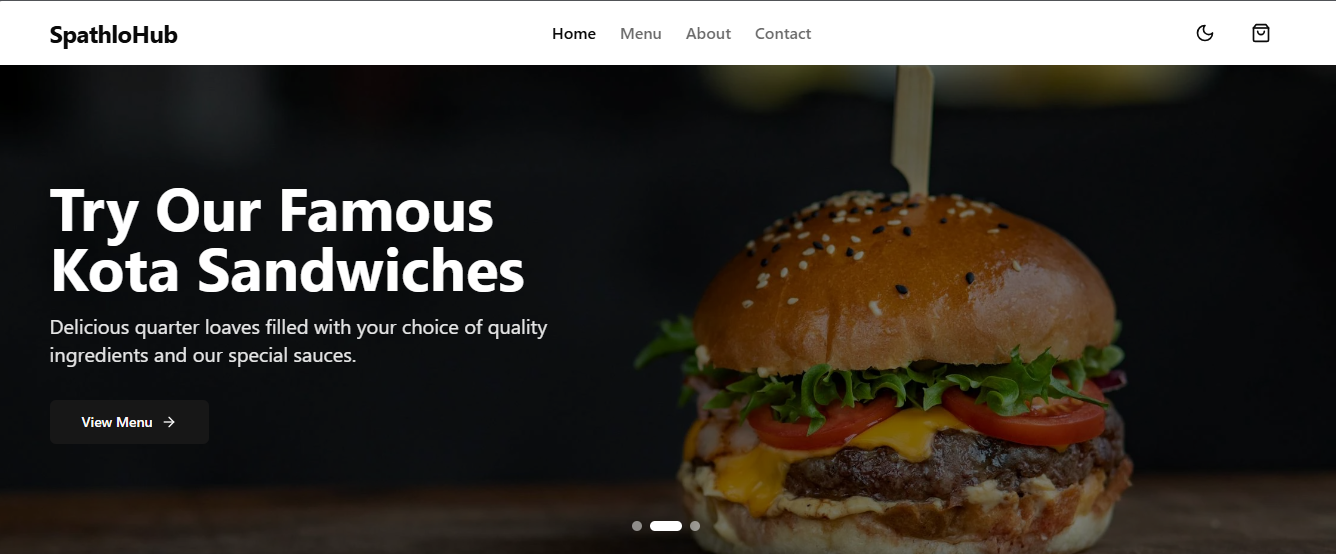 SpathloHub
Home Menu About Contact
Try Our Famous
Kota Sandwiches
Delicious quarter loaves filled with your choice of quality
ingredients and our special sauces.
View Menu